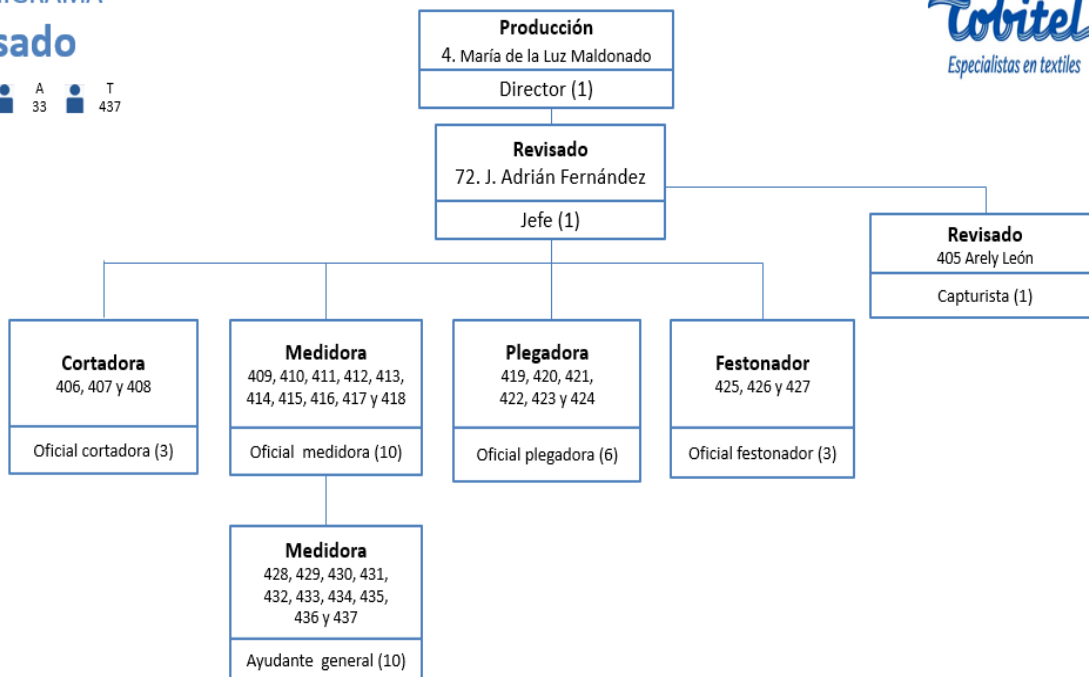 sado
A
33
T
437
Tobitel
Especialistas en textiles
Producción
4. María de la Luz Maldonado
Director (1)
Revisado
72. J. Adrián Fernández
Jefe (1)
Revisado
405 Arely León
Capturista (1)
Cortadora
406, 407 y 408
Oficial cortadora (3)
Medidora
409, 410, 411, 412, 413,
414, 415, 416, 417 y 418
Oficial medidora (10)
Plegadora
419, 420, 421,
422, 423 y 424
Oficial plegadora (6)
Festonador
425, 426 y 427
Oficial festonador (3)
Medidora
428, 429, 430, 431,
432, 433, 434, 435,
436 y 437
Ayudante general (10)